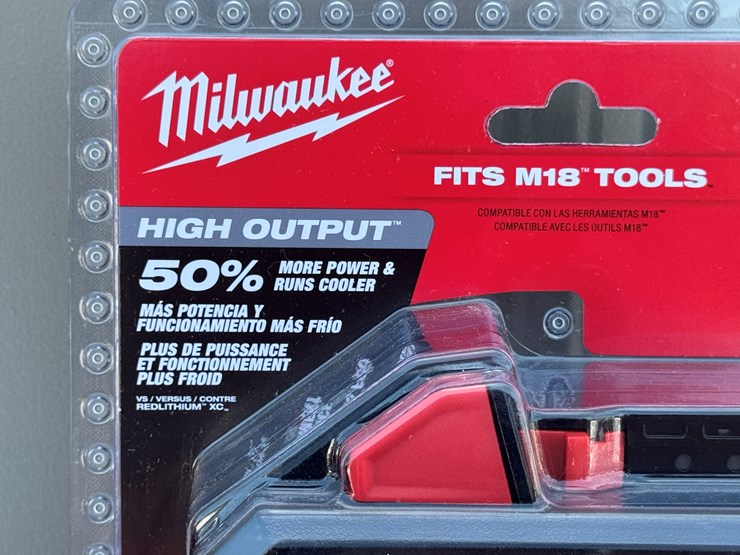 Milwaukee®
FITS M18™ TOOLS
COMPATIBLE CON LAS HERRAMIENTAS M18™
COMPATIBLE AVEC LES OUTILS M18™
HIGH OUTPUT™
50% MORE POWER &
RUNS COOLER
MÁS POTENCIA Y
FUNCIONAMIENTO MÁS FRÍO
PLUS DE PUISSANCE
ET FONCTIONNEMENT
PLUS FROID
VS / VERSUS / CONTRE
REDLITHIUM™ XC